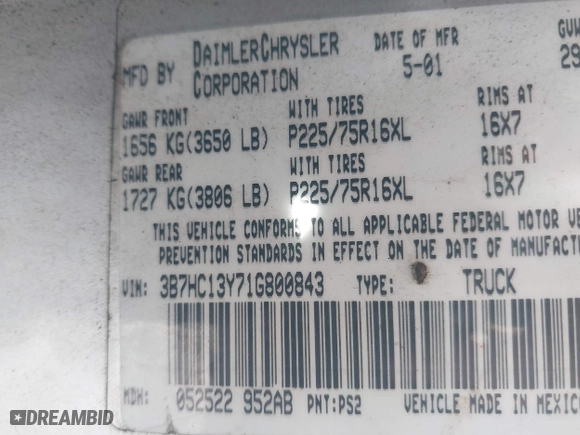 MFD BY DAIMLERCHRYSLER CORPORATION
DATE OF MFR
5-01
GAWR FRONT WITH TIRES RIMS AT
1656 KG(3650 LB) P225/75R16XL 16X7
GAWR REAR WITH TIRES RIMS AT
1727 KG(3806 LB) P225/75R16XL 16X7
THIS VEHICLE CONFORMS TO ALL APPLICABLE FEDERAL MOTOR
PREVENTION STANDARDS IN EFFECT ON THE DATE OF
VIN: 3B7HC13Y71G800843 TYPE: TRUCK
MDH: 052522 952AB PNT:PS2 VEHICLE MADE IN MEXICO
DREAMBID